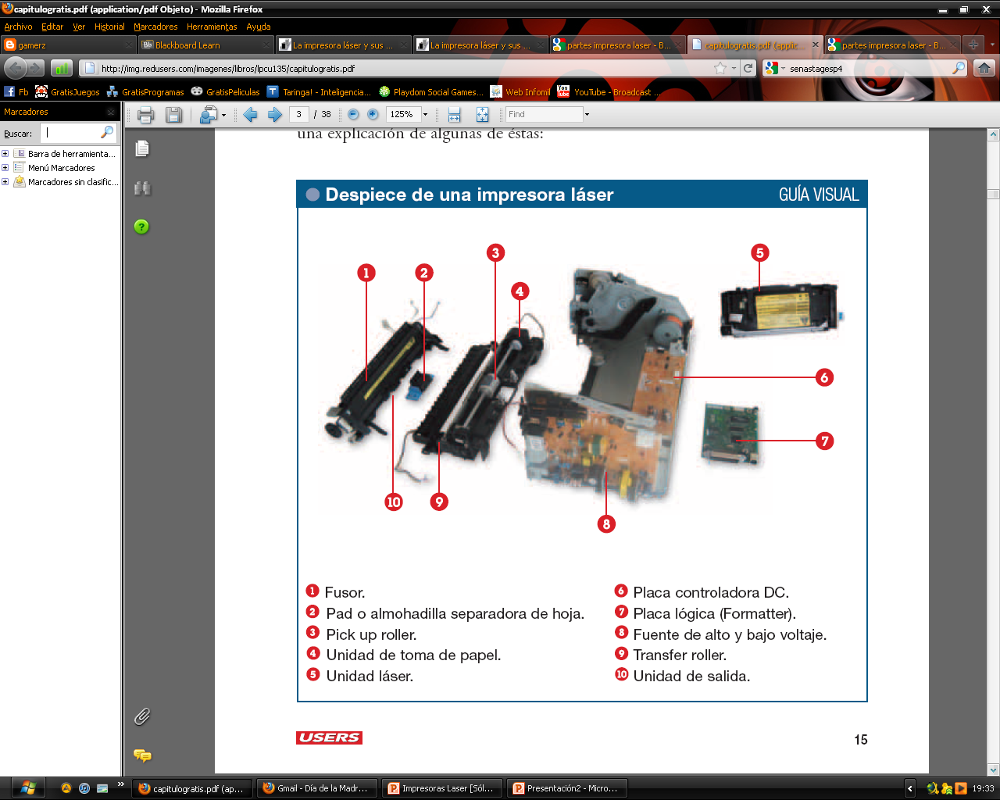 capitulogratis.pdf (application/pdf Objeto) - Mozilla Firefox
Archivo Editar Ver Historial Marcadores Herramientas Ayuda
gamerz
Blackboard Learn
La impresora láser y sus ...
La impresora láser y sus ...
partes impresora laser - B...
capitulogratis.pdf (applic...
partes impresora laser - B...
http://img.redusers.com/imagenes/libros/lpcu135/capitulogratis.pdf
senastagesp4
Fb GratisJuegos GratisProgramas GratisPeliculas Taringa! - Inteligencia... Playdom Social Games... Web Infomil YouTube - Broadcast ...
Marcadores
3 / 38
125%
Find
Buscar:
Barra de herramienta...
Menú Marcadores
Marcadores sin clasific...
una explicación de algunas de éstas:
Despiece de una impresora láser GUÍA VISUAL
3
5
1
2
4
6
7
10
9
8
1 Fusor.
2 Pad o almohadilla separadora de hoja.
3 Pick up roller.
4 Unidad de toma de papel.
5 Unidad láser.
6 Placa controladora DC.
7 Placa lógica (Formatter).
8 Fuente de alto y bajo voltaje.
9 Transfer roller.
10 Unidad de salida.
USERS
15
capitulogratis.pdf (ap...
Gmail - Día de la Madr...
Impresoras Laser [Sól...
Presentación2 - Micro...
19:33